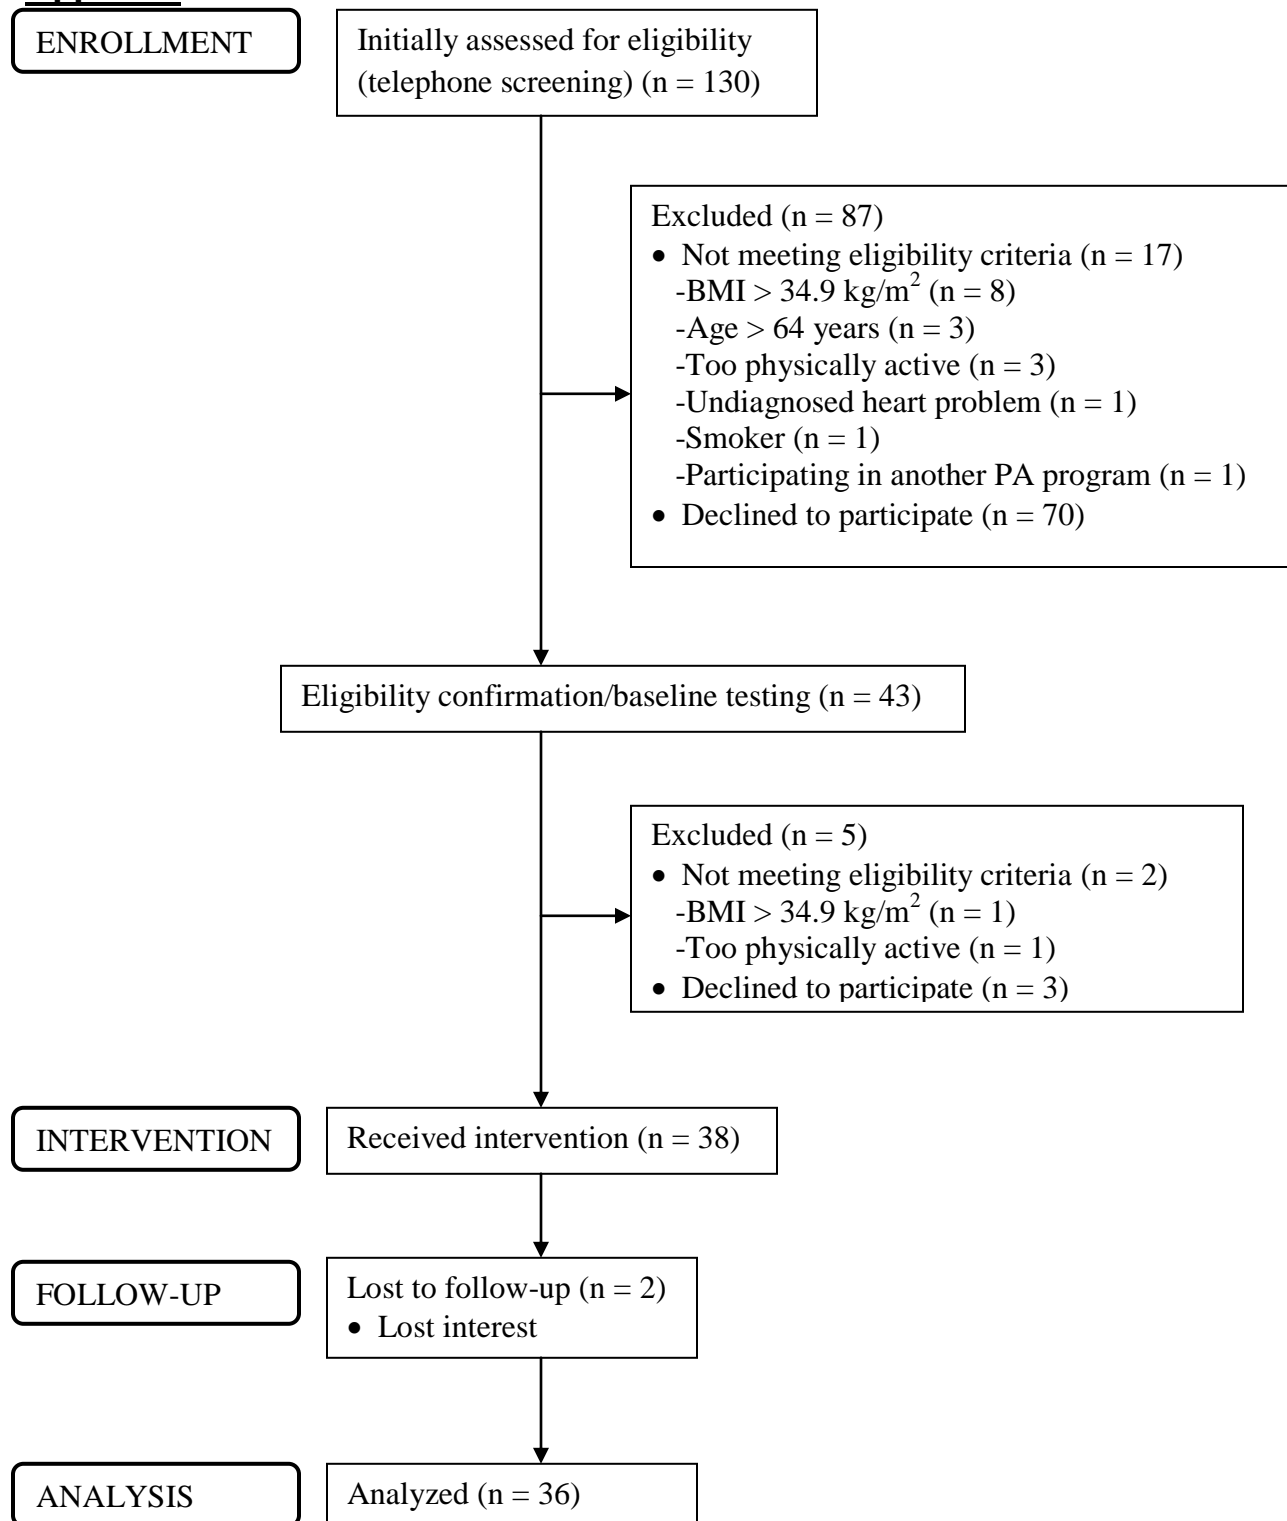 ENROLLMENT
Initially assessed for eligibility
(telephone screening) (n = 130)
Excluded (n = 87)
• Not meeting eligibility criteria (n = 17)
-BMI > 34.9 kg/m² (n = 8)
-Age > 64 years (n = 3)
-Too physically active (n = 3)
-Undiagnosed heart problem (n = 1)
-Smoker (n = 1)
-Participating in another PA program (n = 1)
• Declined to participate (n = 70)
Eligibility confirmation/baseline testing (n = 43)
Excluded (n = 5)
• Not meeting eligibility criteria (n = 2)
-BMI > 34.9 kg/m² (n = 1)
-Too physically active (n = 1)
• Declined to participate (n = 3)
INTERVENTION
Received intervention (n = 38)
FOLLOW-UP
Lost to follow-up (n = 2)
• Lost interest
ANALYSIS
Analyzed (n = 36)